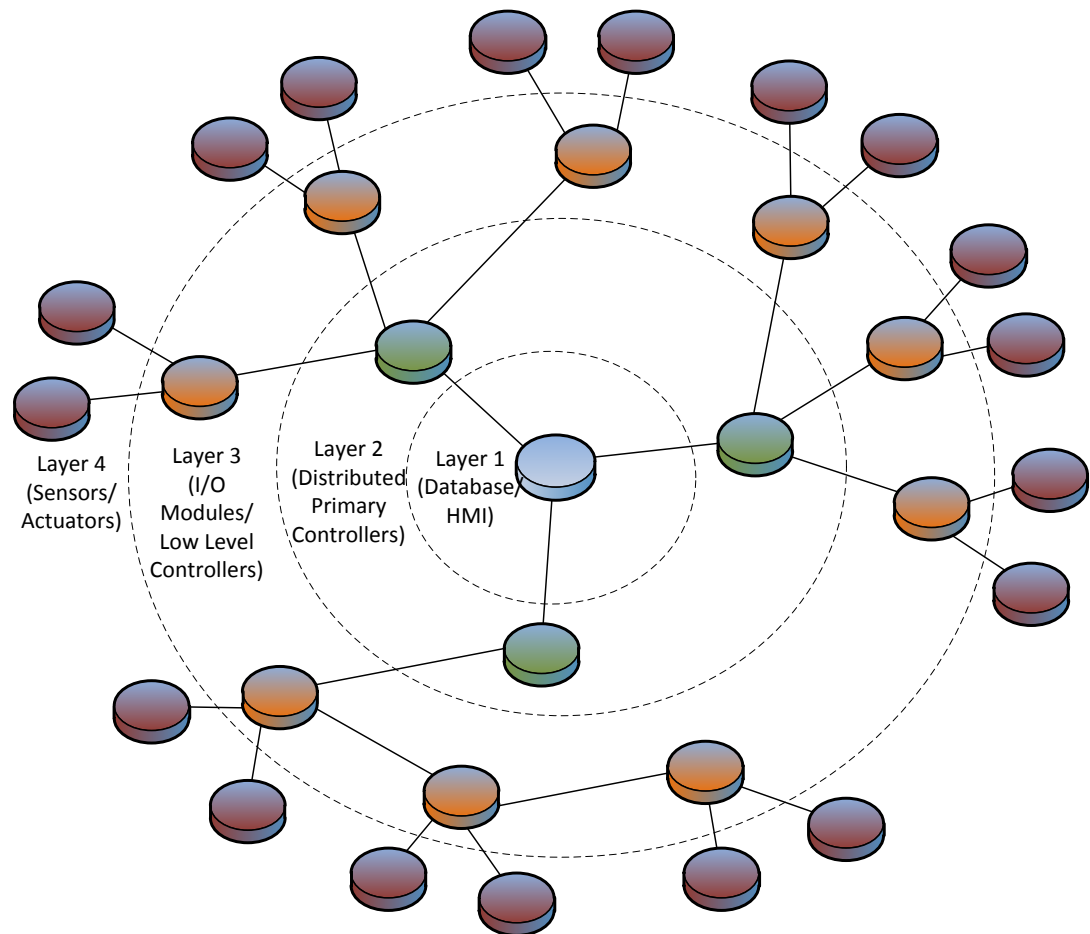 Layer 4
(Sensors/
Actuators)
Layer 3
(I/O
Modules/
Low Level
Controllers)
Layer 2
(Distributed
Primary
Controllers)
Layer 1
(Database/
HMI)